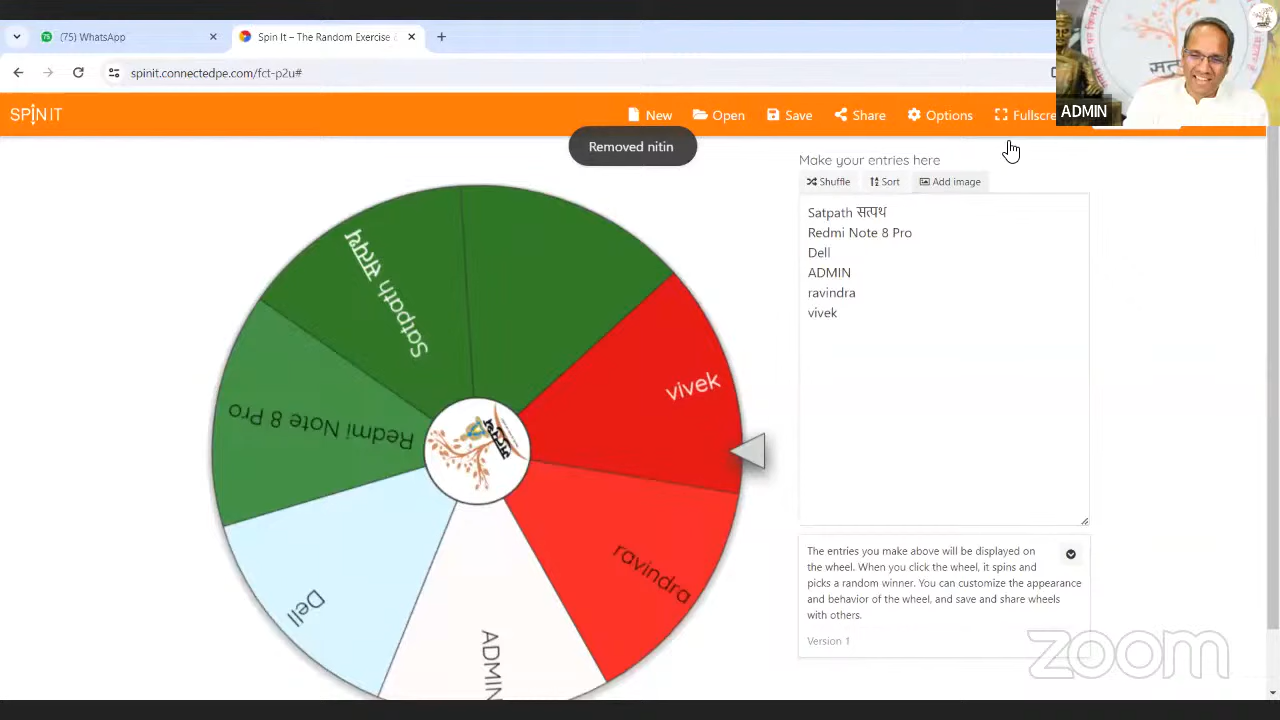 (75) WhatsApp
Spin It – The Random Exercise &
spinit.connectedpe.com/fct-p2u#
SPIN IT
New
Open
Save
Share
Options
Fullscre
ADMIN
Removed nitin
Make your entries here
Shuffle
Sort
Add image
Satpath सत्पथ
Redmi Note 8 Pro
Dell
ADMIN
ravindra
vivek
Satpath सत्पथ
vivek
Redmi Note 8 Pro
ravindra
Dell
ADMIN
सत्पथ
The entries you make above will be displayed on
the wheel. When you click the wheel, it spins and
picks a random winner. You can customize the appearance
and behavior of the wheel, and save and share wheels
with others.
Version 1
zoom